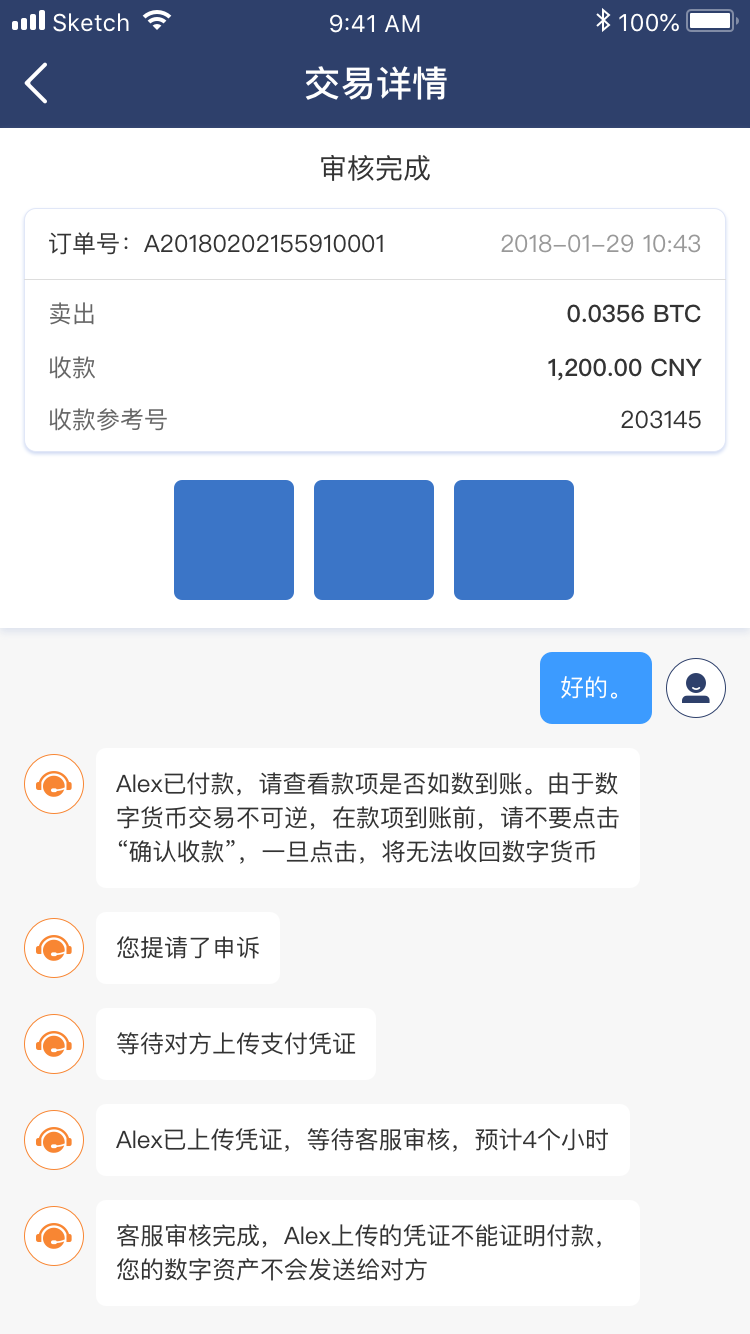 Sketch
9:41 AM
100%
交易详情
审核完成
订单号：A20180202155910001
2018-01-29 10:43
卖出
0.0356 BTC
收款
1,200.00 CNY
收款参考号
203145
好的。
Alex已付款，请查看款项是否如数到账。由于数
字货币交易不可逆，在款项到账前，请不要点击
“确认收款”，一旦点击，将无法收回数字货币
您提请了申诉
等待对方上传支付凭证
Alex已上传凭证，等待客服审核，预计4个小时
客服审核完成，Alex上传的凭证不能证明付款，
您的数字资产不会发送给对方